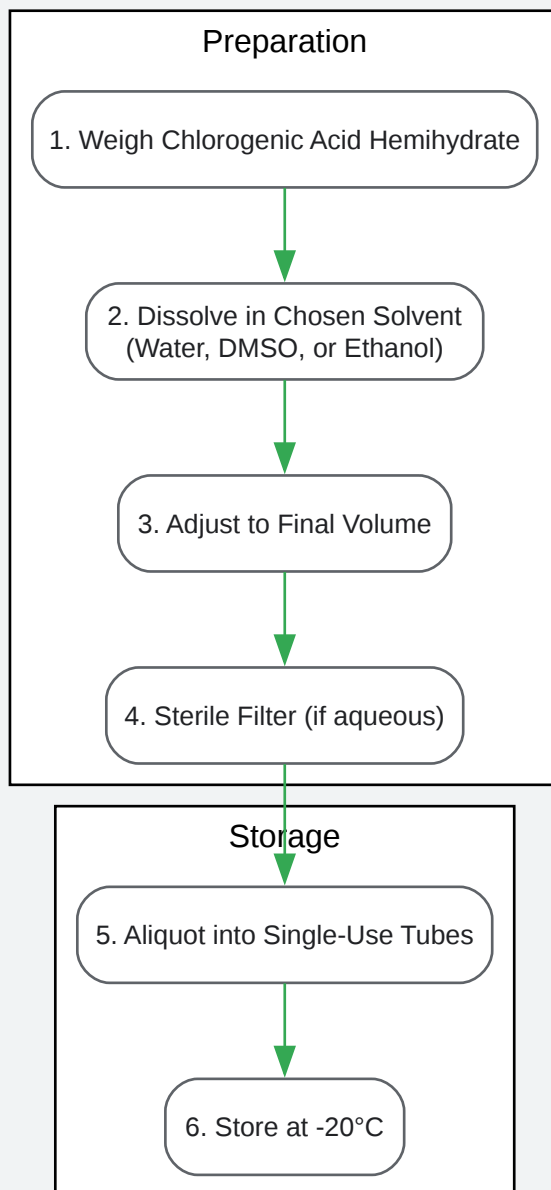 Preparation
1. Weigh Chlorogenic Acid Hemihydrate
2. Dissolve in Chosen Solvent
(Water, DMSO, or Ethanol)
3. Adjust to Final Volume
4. Sterile Filter (if aqueous)
Storage
5. Aliquot into Single-Use Tubes
6. Store at -20°C